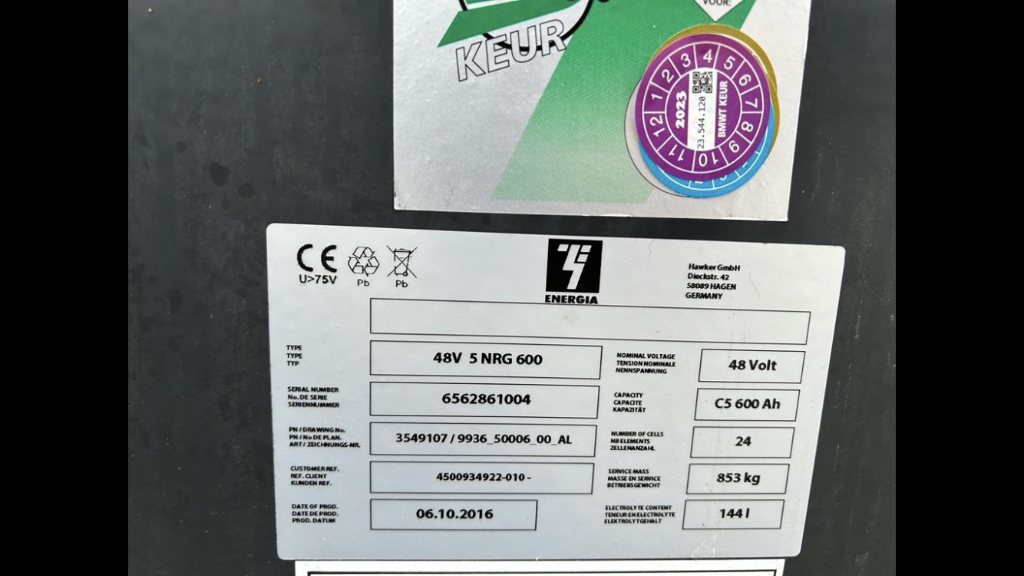 VOOR:
KEUR
1 2 3 4 5 6 7 8 9 10 11 12
2023
23.544.120
BMWT KEUR
CE
U>75V
Pb
Pb
ENERGIA
Hawker GmbH
Dieckstr. 42
58089 HAGEN
GERMANY
TYPE
TYPE
TYP
48V 5 NRG 600
NOMINAL VOLTAGE
TENSION NOMINALE
NENNSPANNUNG
48 Volt
SERIAL NUMBER
No. DE SERIE
SERIENNUMMER
6562861004
CAPACITY
CAPACITE
KAPAZITÄT
C5 600 Ah
PN / DRAWING No.
PN / No DE PLAN.
ART / ZEICHNUNGS-NR.
3549107 / 9936_50006_00_AL
NUMBER OF CELLS
NB ELEMENTS
ZELLENANZAHL
24
CUSTOMER REF.
REF. CLIENT
KUNDEN REF.
4500934922-010 -
SERVICE MASS
MASSE EN SERVICE
BETRIEBSGEWICHT
853 kg
DATE OF PROD.
DATE DE PROD.
PROD. DATUM
06.10.2016
ELECTROLYTE CONTENT
TENEUR EN ELECTROLYTE
ELEKTROLYTGEHALT
144 l